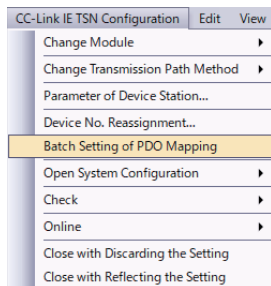 CC-Link IE TSN Configuration Edit View
Change Module
Change Transmission Path Method
Parameter of Device Station...
Device No. Reassignment...
Batch Setting of PDO Mapping
Open System Configuration
Check
Online
Close with Discarding the Setting
Close with Reflecting the Setting